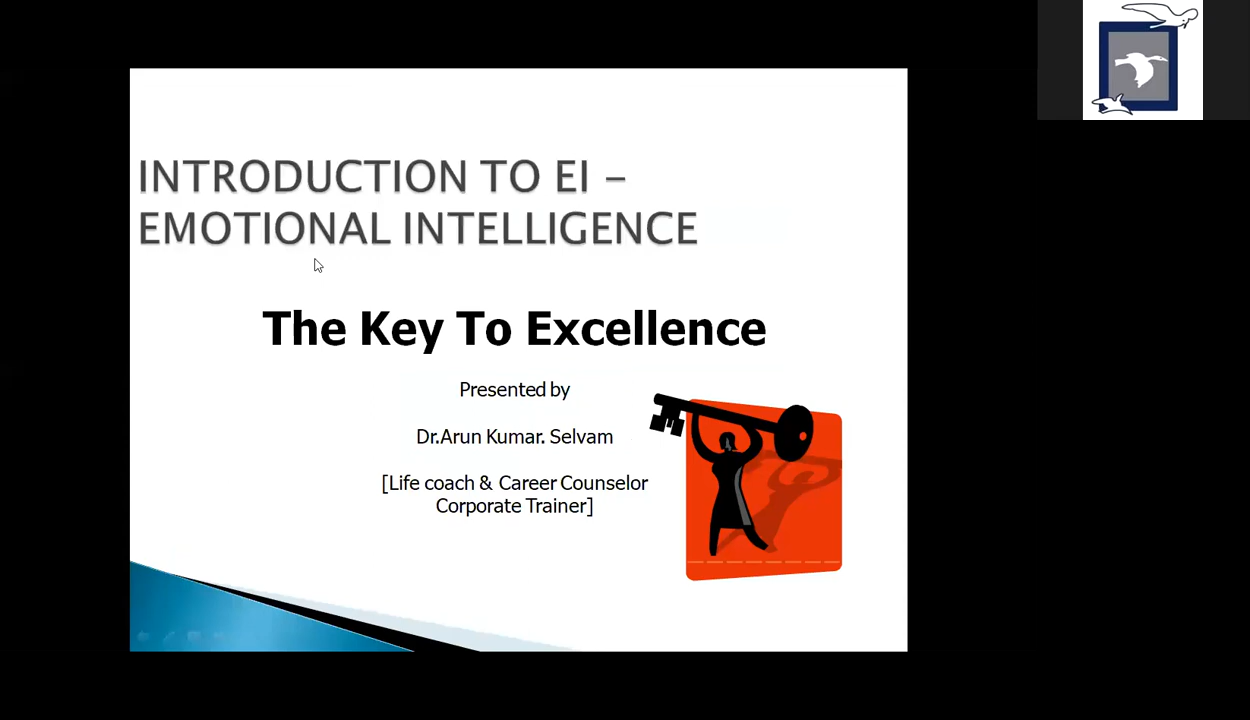 INTRODUCTION TO EI –
EMOTIONAL INTELLIGENCE
The Key To Excellence
Presented by
Dr.Arun Kumar. Selvam
[Life coach & Career Counselor
Corporate Trainer]